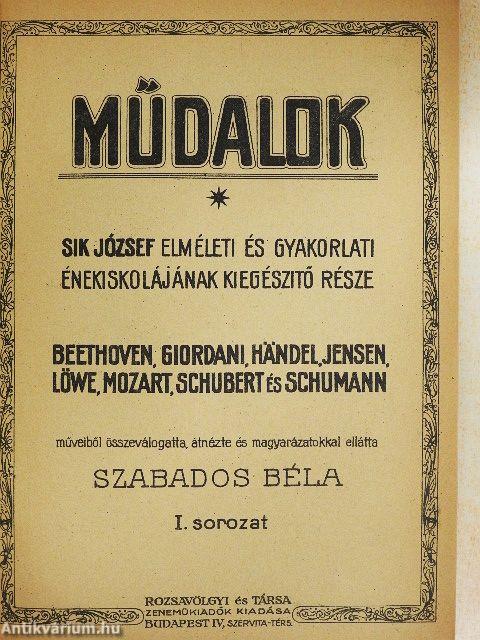 MŰDALOK
SIK JÓZSEF ELMÉLETI ÉS GYAKORLATI
ÉNEKISKOLÁJÁNAK KIEGÉSZITŐ RÉSZE
BEETHOVEN, GIORDANI, HÄNDEL, JENSEN,
LÖWE, MOZART, SCHUBERT és SCHUMANN
műveiből összeválogatta, átnézte és magyarázatokkal ellátta
SZABADOS BÉLA
I. sorozat
ROZSAVÖLGYI és TÁRSA
ZENEMŰKIADÓK KIADÁSA
BUDAPEST IV, SZERVITA-TÉR 5.
Antikvárium.hu